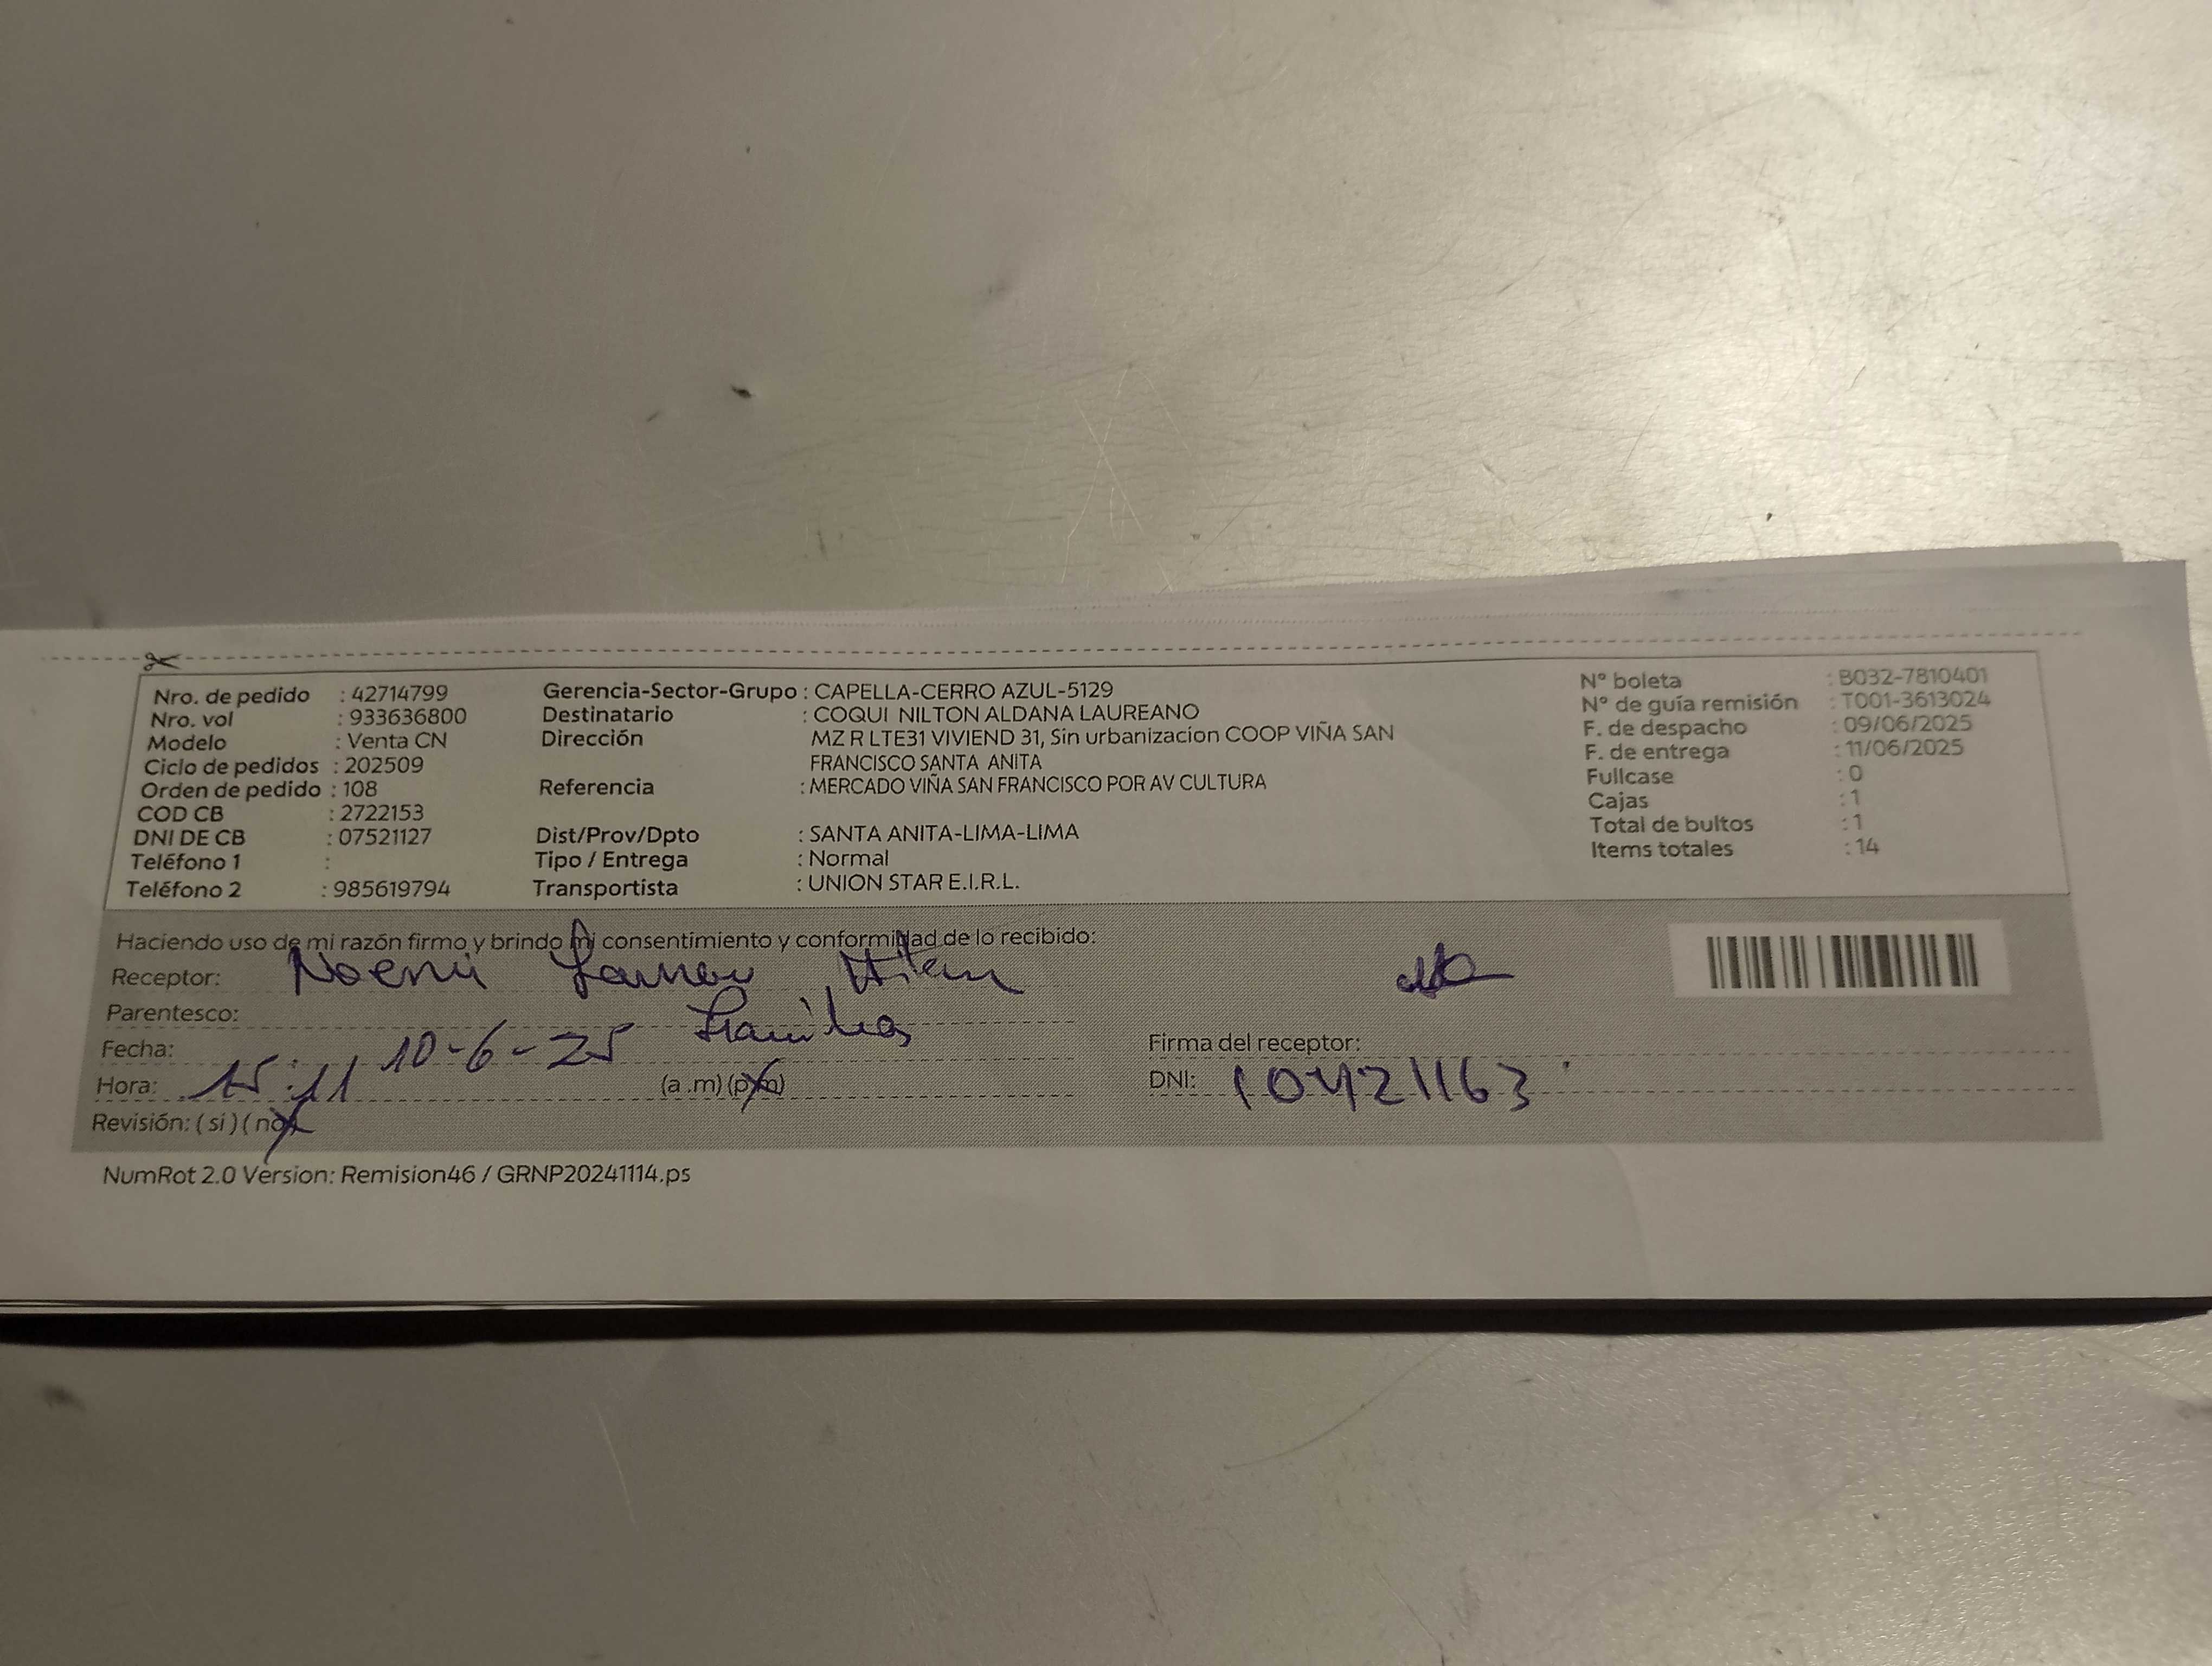 Nro. de pedido : 42714799
Nro. vol : 933636800
Modelo : Venta CN
Ciclo de pedidos : 202509
Orden de pedido : 108
COD CB : 2722153
DNI DE CB : 07521127
Teléfono 1 :
Teléfono 2 : 985619794
Gerencia-Sector-Grupo : CAPELLA-CERRO AZUL-5129
Destinatario : COQUI NILTON ALDANA LAUREANO
Dirección MZ R LTE31 VIVIEND 31, Sin urbanizacion COOP VIÑA SAN
FRANCISCO SANTA ANITA
Referencia : MERCADO VIÑA SAN FRANCISCO POR AV CULTURA
Dist/Prov/Dpto : SANTA ANITA-LIMA-LIMA
Tipo / Entrega : Normal
Transportista : UNION STAR E.I.R.L.
N° boleta : B032-7810401
N° de guía remisión : T001-3613024
F. de despacho : 09/06/2025
F. de entrega : 11/06/2025
Fullcase : 0
Cajas : 1
Total de bultos : 1
Items totales : 14
Haciendo uso de mi razón firmo y brindo mi consentimiento y conformidad de lo recibido:
Receptor: Noemi
Parentesco:
Fecha: 10-6-25
Hora: 15:11 (a.m) (p.m)
Revisión: ( si ) ( no )
Firma del receptor:
DNI: 10421163
NumRot 2.0 Version: Remision46 / GRNP20241114.ps